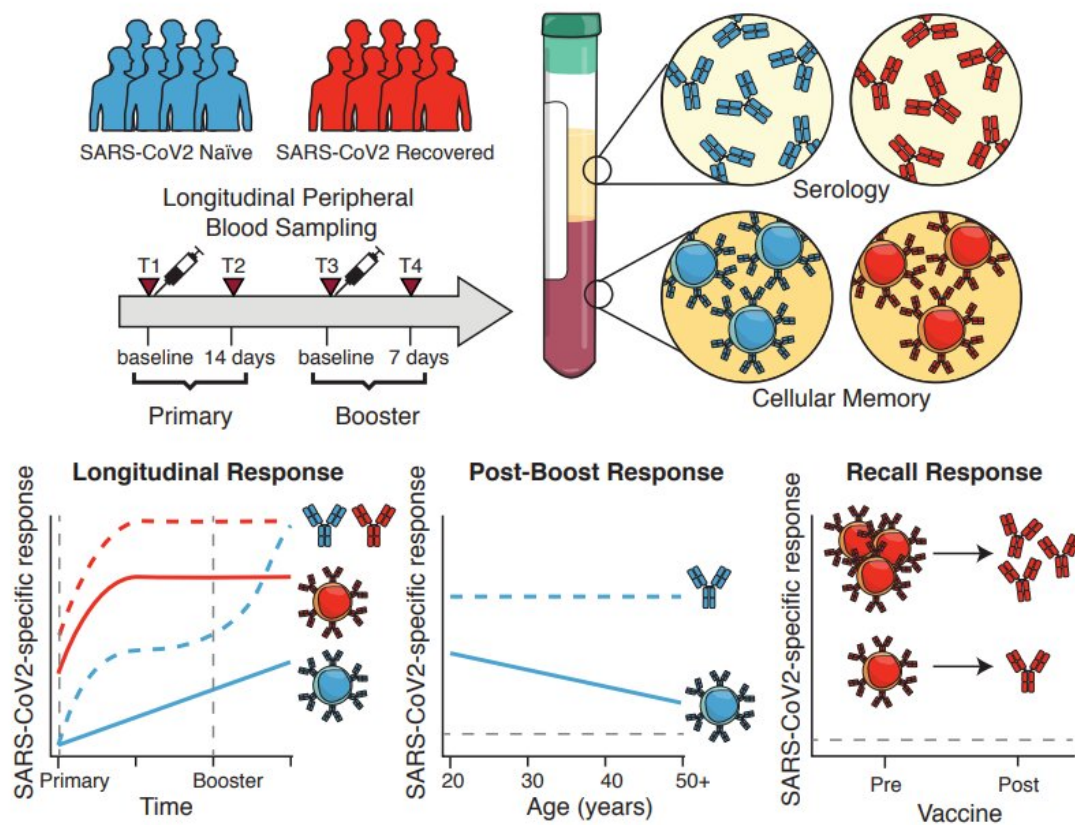 SARS-CoV2 Naïve
SARS-CoV2 Recovered
Longitudinal Peripheral
Blood Sampling
T1
T2
T3
T4
baseline
14 days
baseline
7 days
Primary
Booster
Serology
Cellular Memory
Longitudinal Response
SARS-CoV2-specific response
Primary
Booster
Time
Post-Boost Response
SARS-CoV2-specific response
20
30
40
50+
Age (years)
Recall Response
SARS-CoV2-specific response
Pre
Post
Vaccine